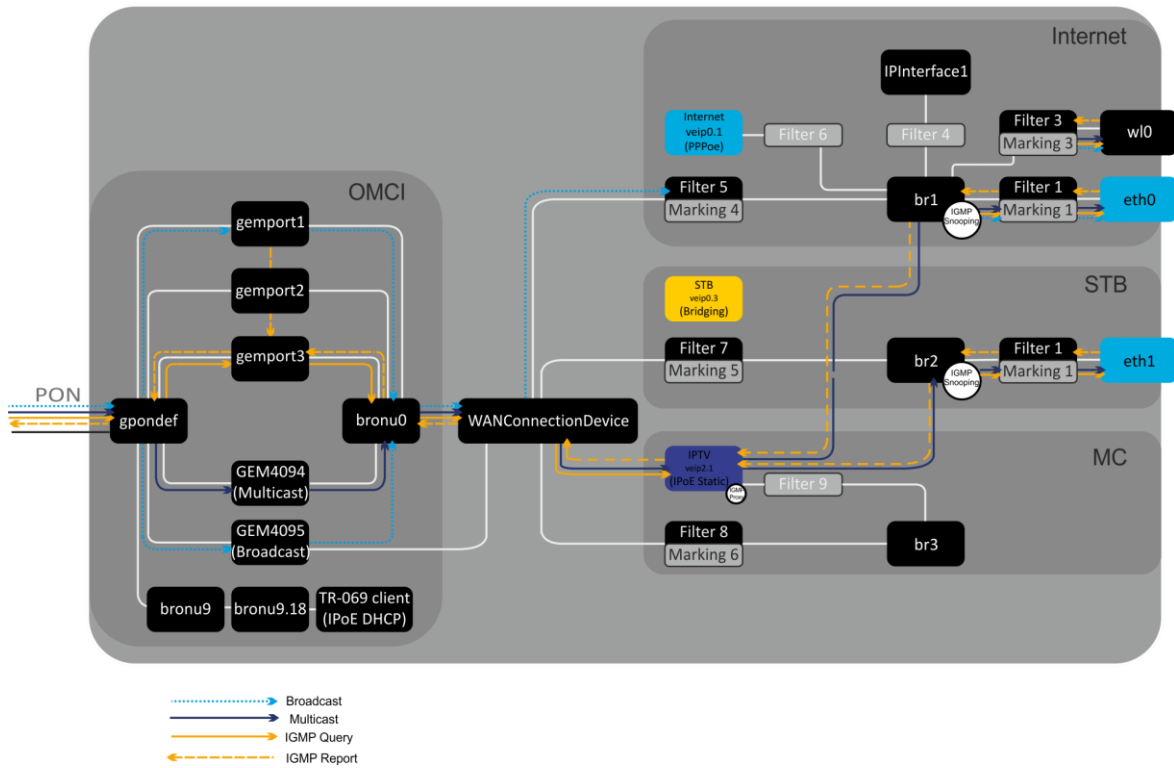 Internet
IPInterface1
Internet
veip0.1
(PPPoe)
Filter 6
Filter 4
Filter 3
Marking 3
wl0
OMCI
Filter 5
Marking 4
br1
IGMP
Snooping
Filter 1
Marking 1
eth0
gemport1
gemport2
gemport3
STB
STB
veip0.3
(Bridging)
Filter 7
Marking 5
br2
IGMP
Snooping
Filter 1
Marking 1
eth1
PON
gpondef
bronu0
WANConnectionDevice
MC
IPTV
veip2.1
(IPoE Static)
IGMP
Proxy
Filter 9
GEM4094
(Multicast)
GEM4095
(Broadcast)
Filter 8
Marking 6
br3
bronu9
bronu9.18
TR-069 client
(IPoE DHCP)
Broadcast
Multicast
IGMP Query
IGMP Report